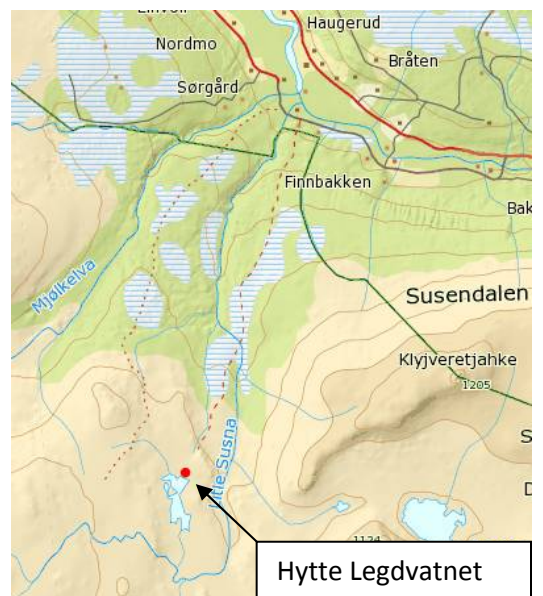 Haugerud
Nordmo
Bråten
Sørgård
Finnbakken
Bak
Mjølkelva
Susendalen
Klyjveretjahke
1205
S
Litle Susna
D
1124
Hytte Legdvatnet